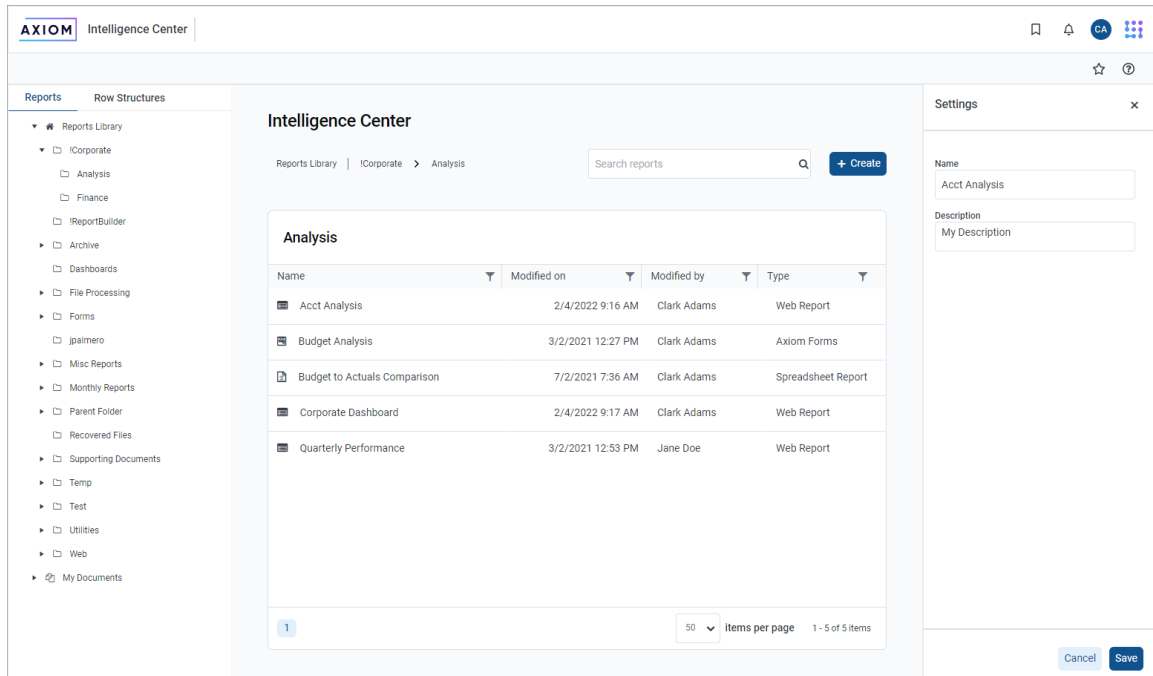 AXIOM Intelligence Center
CA
Reports Row Structures
Reports Library
!Corporate
Analysis
Finance
!ReportBuilder
Archive
Dashboards
File Processing
Forms
jpalmero
Misc Reports
Monthly Reports
Parent Folder
Recovered Files
Supporting Documents
Temp
Test
Utilities
Web
My Documents
Intelligence Center
Reports Library | !Corporate > Analysis
Search reports
+ Create
Analysis
Name Modified on Modified by Type
Acct Analysis 2/4/2022 9:16 AM Clark Adams Web Report
Budget Analysis 3/2/2021 12:27 PM Clark Adams Axiom Forms
Budget to Actuals Comparison 7/2/2021 7:36 AM Clark Adams Spreadsheet Report
Corporate Dashboard 2/4/2022 9:17 AM Clark Adams Web Report
Quarterly Performance 3/2/2021 12:53 PM Jane Doe Web Report
1 50 items per page 1 - 5 of 5 items
Settings
Name
Acct Analysis
Description
My Description
Cancel Save